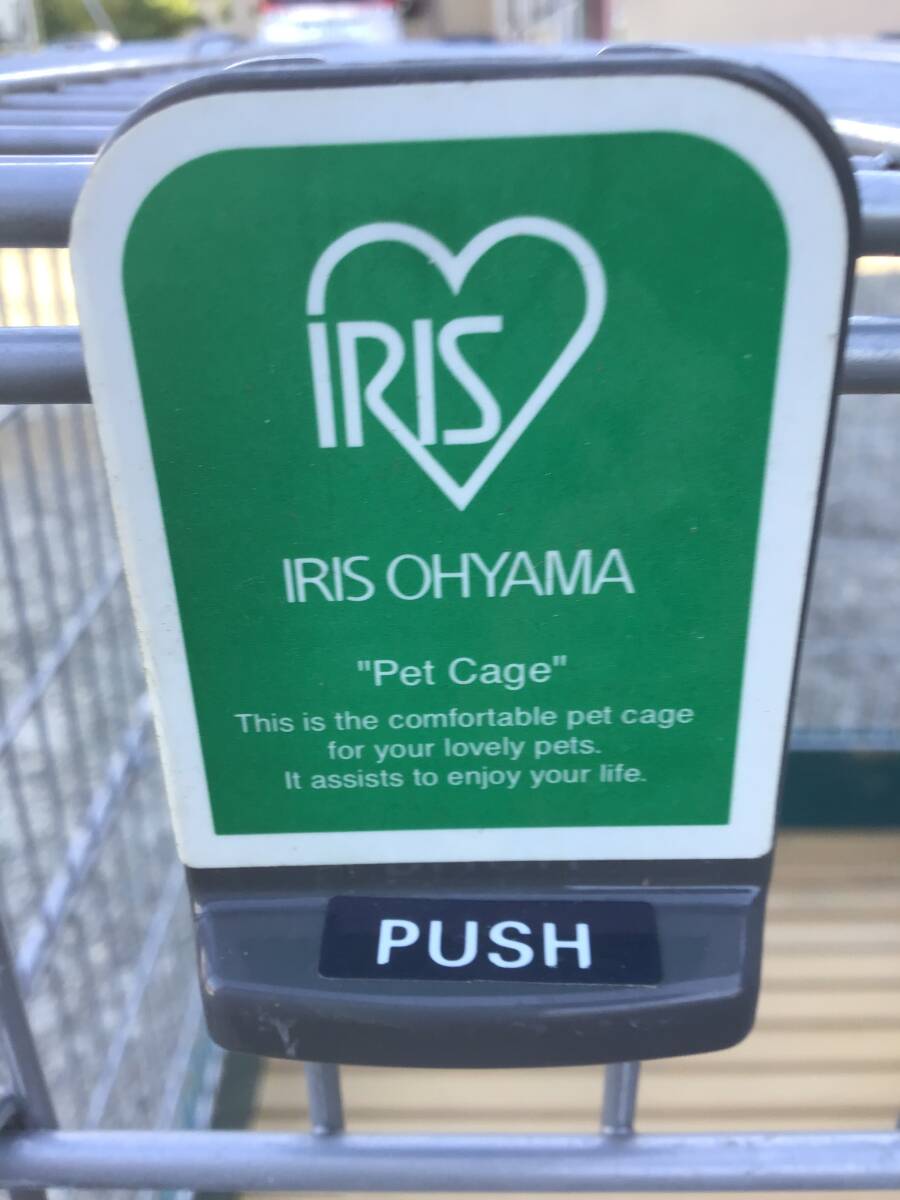 IRIS
IRIS OHYAMA
"Pet Cage"
This is the comfortable pet cage
for your lovely pets.
It assists to enjoy your life.
PUSH